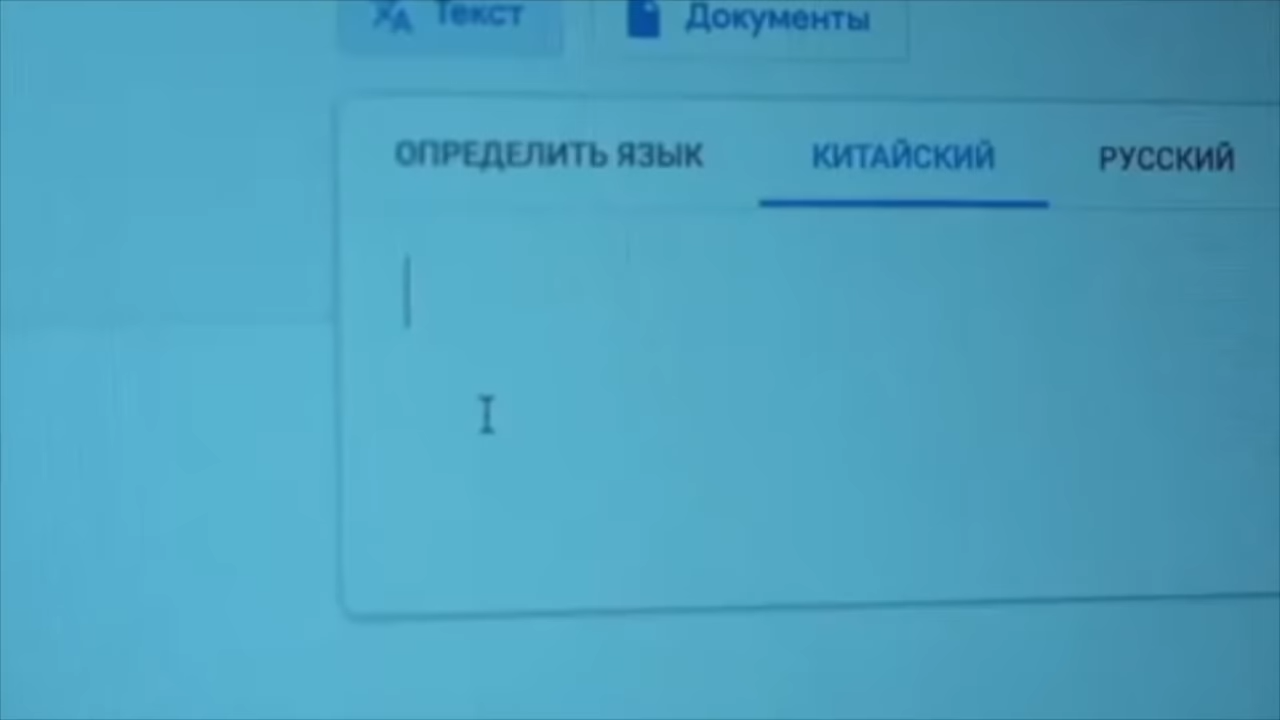 Текст Документы
ОПРЕДЕЛИТЬ ЯЗЫК КИТАЙСКИЙ РУССКИЙ